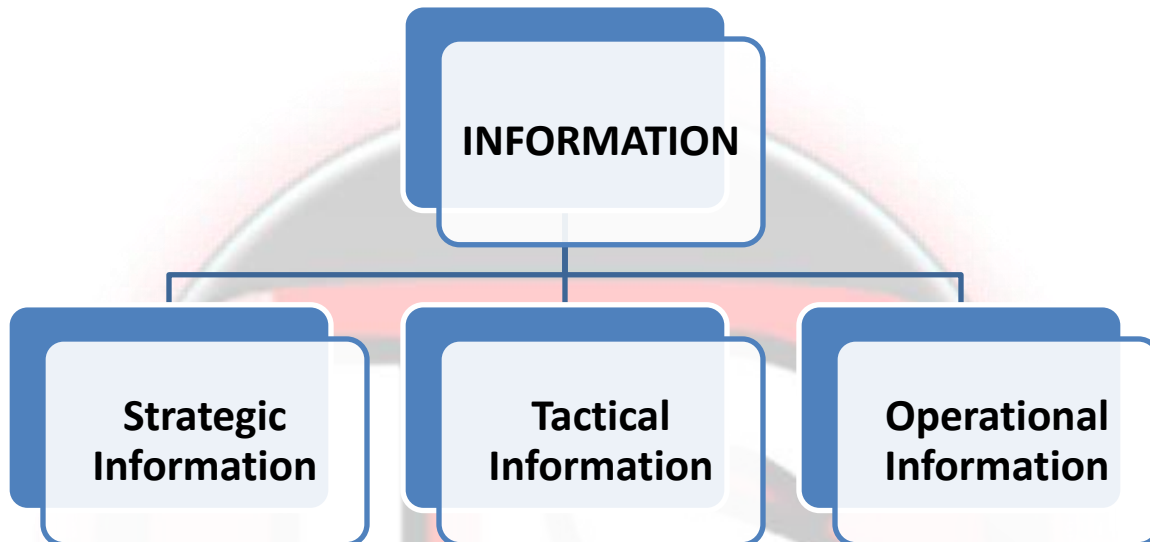 INFORMATION
Strategic
Information
Tactical
Information
Operational
Information